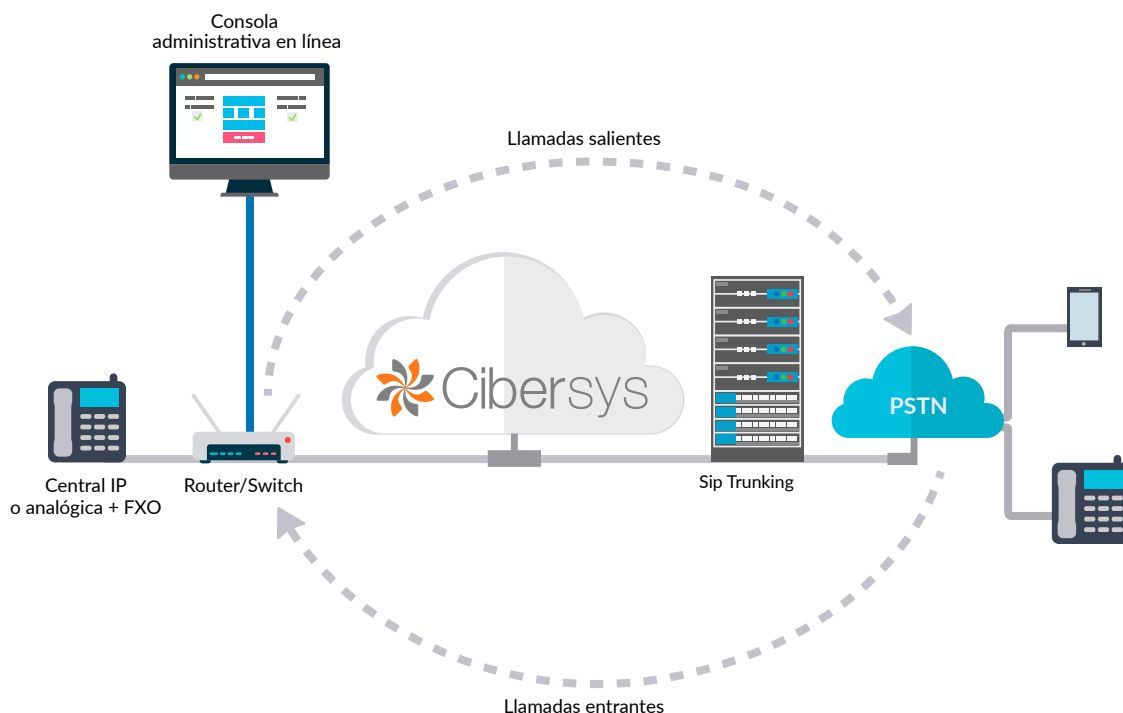 Consola
administrativa en línea
Llamadas salientes
Cibersys
PSTN
Central IP
o analógica + FXO
Router/Switch
Sip Trunking
Llamadas entrantes